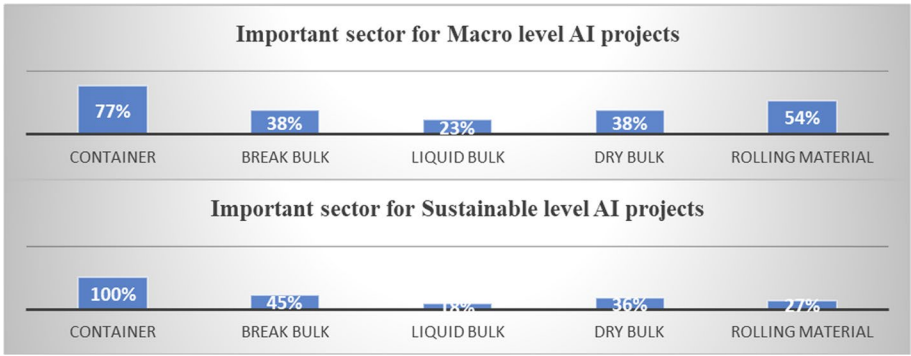 Important sector for Macro level AI projects
77% 38% 23% 38% 54%
CONTAINER BREAK BULK LIQUID BULK DRY BULK ROLLING MATERIAL
Important sector for Sustainable level AI projects
100% 45% 18% 36% 27%
CONTAINER BREAK BULK LIQUID BULK DRY BULK ROLLING MATERIAL